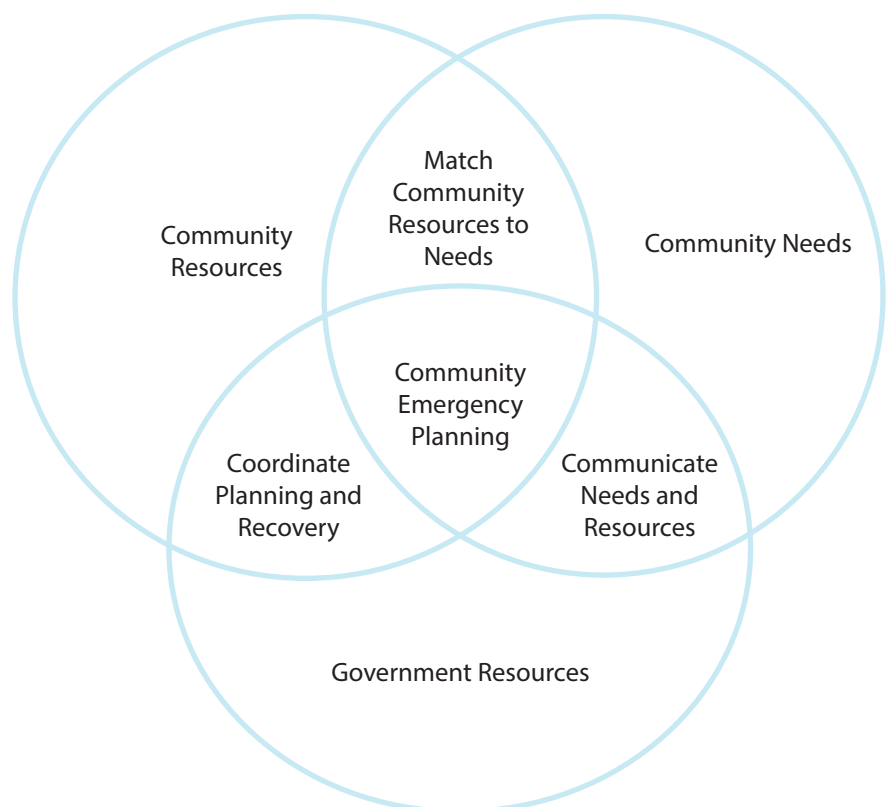 Match
Community
Resources to
Needs
Community
Resources
Community Needs
Community
Emergency
Planning
Coordinate
Planning and
Recovery
Communicate
Needs and
Resources
Government Resources